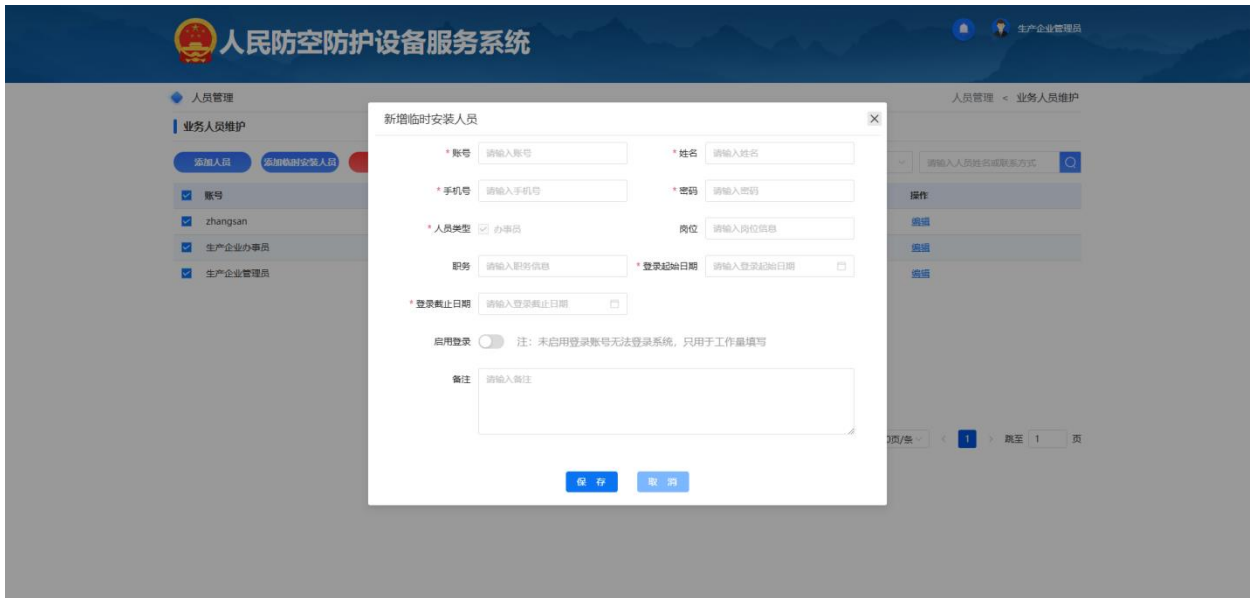 人民防空防护设备服务系统
生产企业管理员
人员管理
人员管理 < 业务人员维护
业务人员维护
添加人员 添加临时安装人员 请输入人员姓名或联系方式
账号 操作
zhangsan 编辑
生产企业办事员 编辑
生产企业管理员 编辑
页/条 < 1 > 跳至 1 页
新增临时安装人员
* 账号 请输入账号 * 姓名 请输入姓名
* 手机号 请输入手机号 * 密码 请输入密码
* 人员类型 办事员 岗位 请输入岗位信息
职务 请输入职务信息 * 登录起始日期 请输入登录起始日期
* 登录截止日期 请输入登录截止日期
启用登录 注：未启用登录账号无法登录系统，只用于工作量填写
备注 请输入备注
保 存 取 消